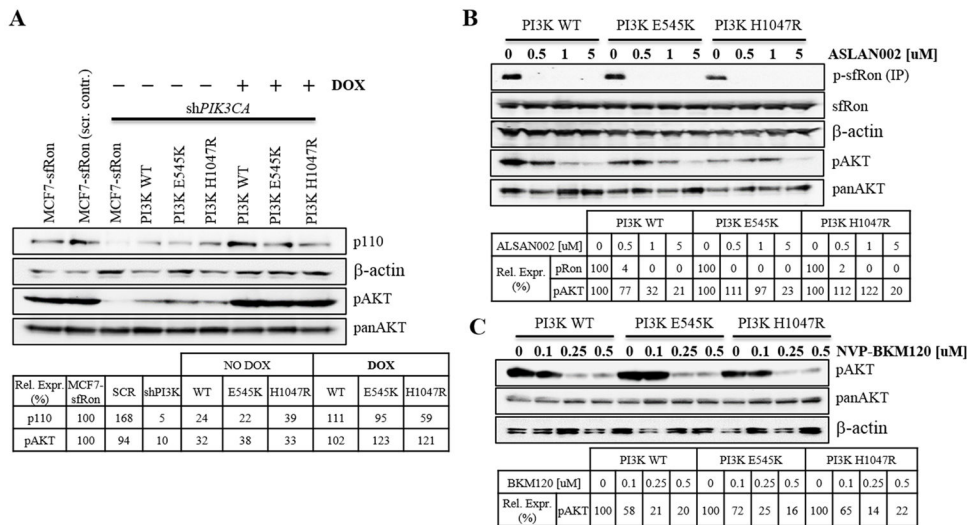 A
− − − − + + + DOX
shPIK3CA
MCF7-sfRon
MCF7-sfRon (scr. contr.)
MCF7-sfRon
PI3K WT
PI3K E545K
PI3K H1047R
PI3K WT
PI3K E545K
PI3K H1047R
p110
β-actin
pAKT
panAKT
NO DOX DOX
Rel. Expr. (%) MCF7-sfRon SCR shPI3K WT E545K H1047R WT E545K H1047R
p110 100 168 5 24 22 39 111 95 59
pAKT 100 94 10 32 38 33 102 123 121
B
PI3K WT PI3K E545K PI3K H1047R
0 0.5 1 5 0 0.5 1 5 0 0.5 1 5 ASLAN002 [uM]
p-sfRon (IP)
sfRon
β-actin
pAKT
panAKT
PI3K WT PI3K E545K PI3K H1047R
ALSAN002 [uM] 0 0.5 1 5 0 0.5 1 5 0 0.5 1 5
Rel. Expr. (%) pRon 100 4 0 0 100 0 0 0 100 2 0 0
pAKT 100 77 32 21 100 111 97 23 100 112 122 20
C
PI3K WT PI3K E545K PI3K H1047R
0 0.1 0.25 0.5 0 0.1 0.25 0.5 0 0.1 0.25 0.5 NVP-BKM120 [uM]
pAKT
panAKT
β-actin
PI3K WT PI3K E545K PI3K H1047R
BKM120 [uM] 0 0.1 0.25 0.5 0 0.1 0.25 0.5 0 0.1 0.25 0.5
Rel. Expr. (%) pAKT 100 58 21 20 100 72 25 16 100 65 14 22